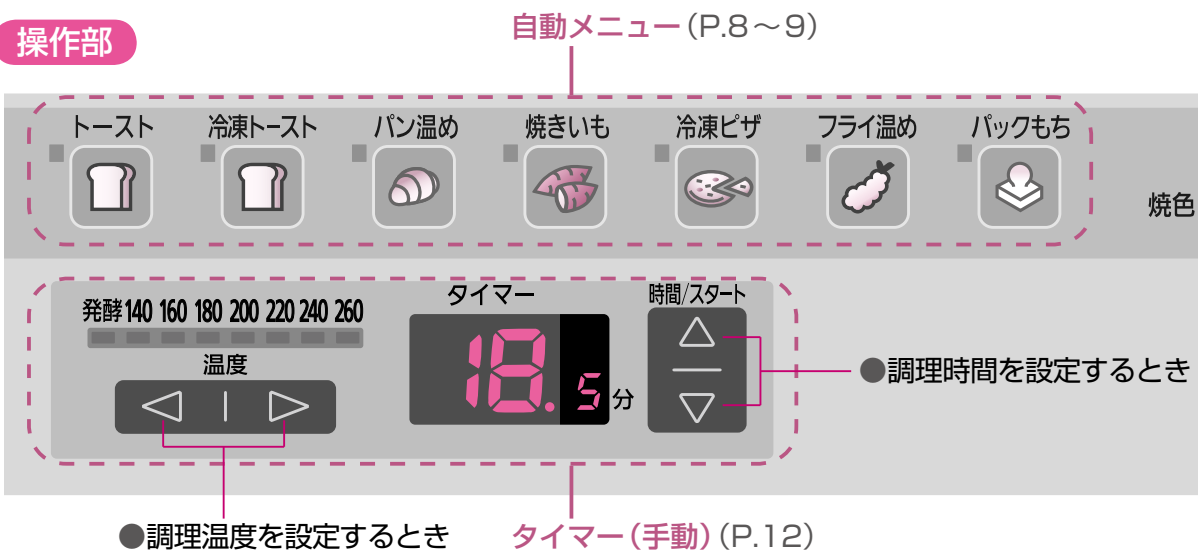 操作部
自動メニュー(P.8～9)
トースト 冷凍トースト パン温め 焼きいも 冷凍ピザ フライ温め パックもち
焼色
発酵 140 160 180 200 220 240 260
温度
タイマー
18.5分
時間/スタート
●調理時間を設定するとき
●調理温度を設定するとき
タイマー(手動)(P.12)